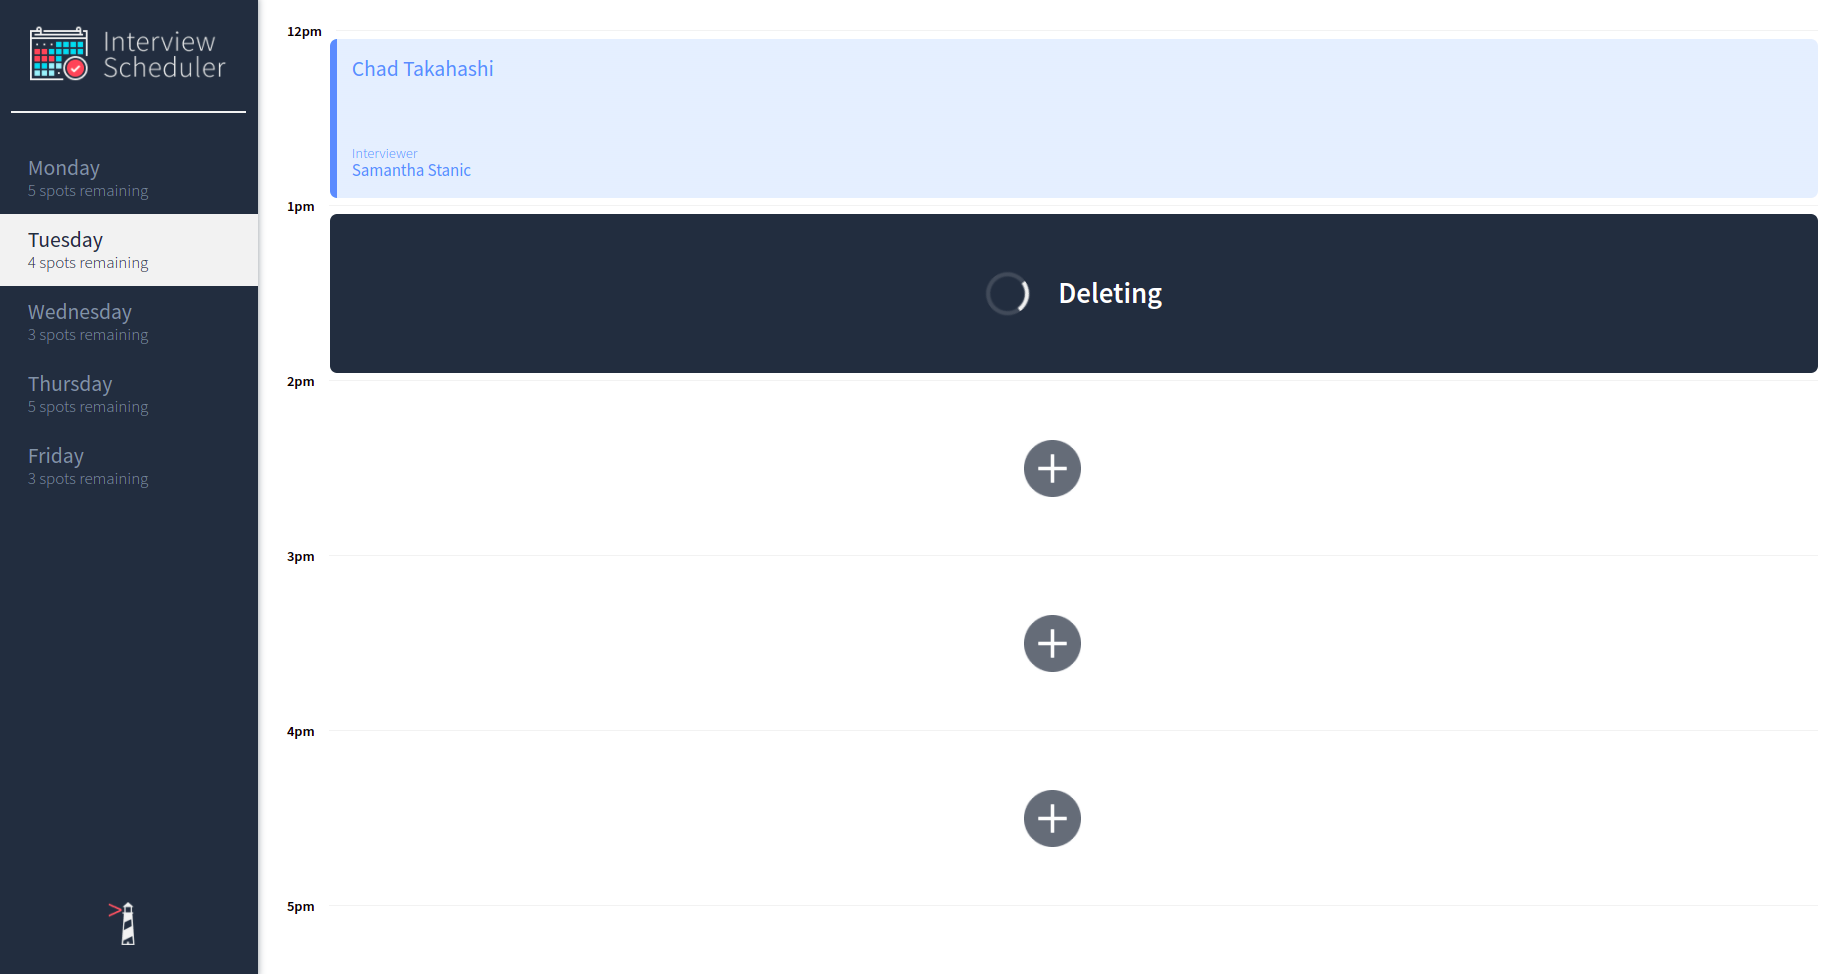 Interview
Scheduler
Monday
5 spots remaining
Tuesday
4 spots remaining
Wednesday
3 spots remaining
Thursday
5 spots remaining
Friday
3 spots remaining
12pm
Chad Takahashi
Interviewer
Samantha Stanic
1pm
Deleting
2pm
3pm
4pm
5pm